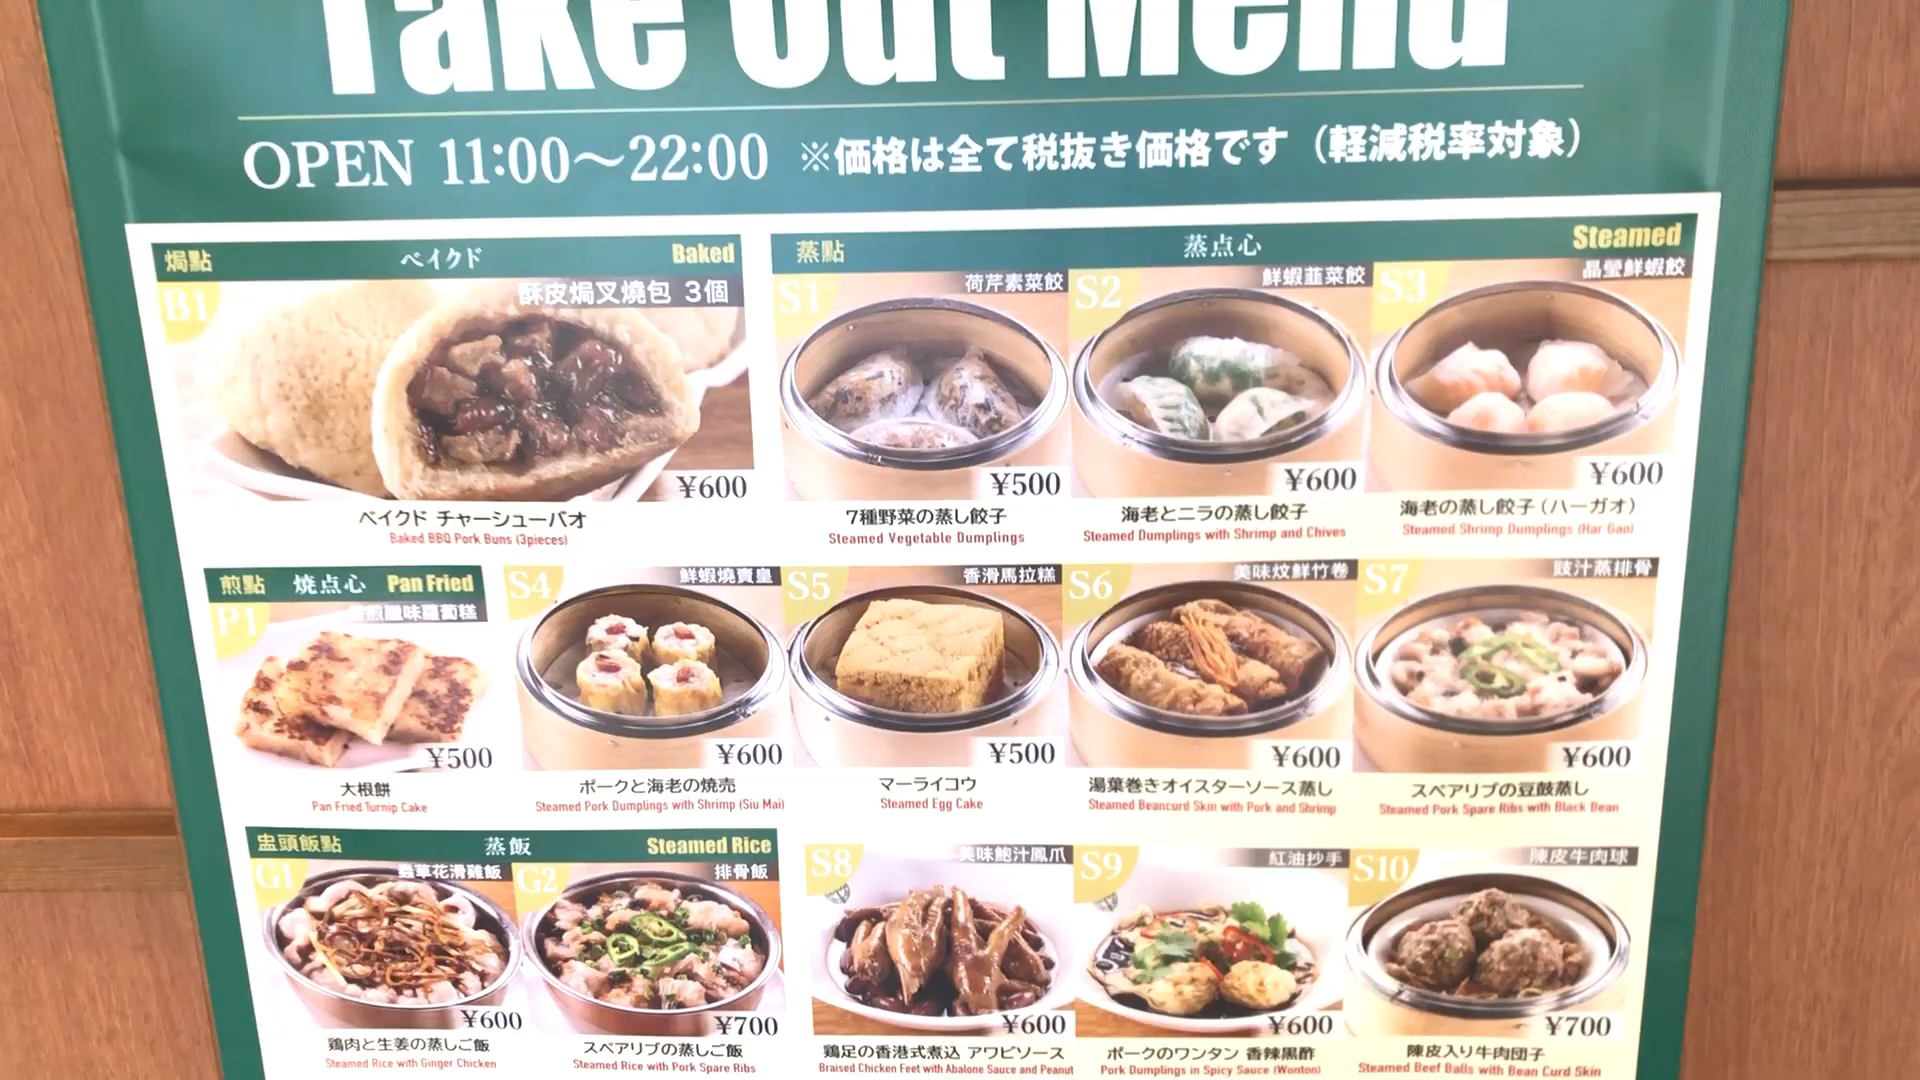 Take Out Menu
OPEN 11:00～22:00 ※価格は全て税抜き価格です（軽減税率対象）
焗點 ベイクド Baked
B1 酥皮焗叉燒包 3個
¥600
ベイクド チャーシューバオ
Baked BBQ Pork Buns (3pieces)
蒸點 蒸点心 Steamed
S1 荷芹素菜餃
¥500
7種野菜の蒸し餃子
Steamed Vegetable Dumplings
S2 鮮蝦韮菜餃
¥600
海老とニラの蒸し餃子
Steamed Dumplings with Shrimp and Chives
S3 晶瑩鮮蝦餃
¥600
海老の蒸し餃子（ハーガオ）
Steamed Shrimp Dumplings (Har Gao)
煎點 焼点心 Pan Fried
P1 煎臘味蘿蔔糕
¥500
大根餅
Pan Fried Turnip Cake
S4 鮮蝦燒賣皇
¥600
ポークと海老の焼売
Steamed Pork Dumplings with Shrimp (Siu Mai)
S5 香滑馬拉糕
¥500
マーライコウ
Steamed Egg Cake
S6 美味炆鮮竹卷
¥600
湯葉巻きオイスターソース蒸し
Steamed Beancurd Skin with Pork and Shrimp
S7 豉汁蒸排骨
¥600
スペアリブの豆鼓蒸し
Steamed Pork Spare Ribs with Black Bean
盅頭飯點 蒸飯 Steamed Rice
G1 蟲草花滑雞飯
¥600
鶏肉と生姜の蒸しご飯
Steamed Rice with Ginger Chicken
G2 排骨飯
¥700
スペアリブの蒸しご飯
Steamed Rice with Pork Spare Ribs
S8 美味鮑汁鳳爪
¥600
鶏足の香港式煮込 アワビソース
Braised Chicken Feet with Abalone Sauce and Peanut
S9 紅油抄手
¥600
ポークのワンタン 香辣黒酢
Pork Dumplings in Spicy Sauce (Wonton)
S10 陳皮牛肉球
¥700
陳皮入り牛肉団子
Steamed Beef Balls with Bean Curd Skin